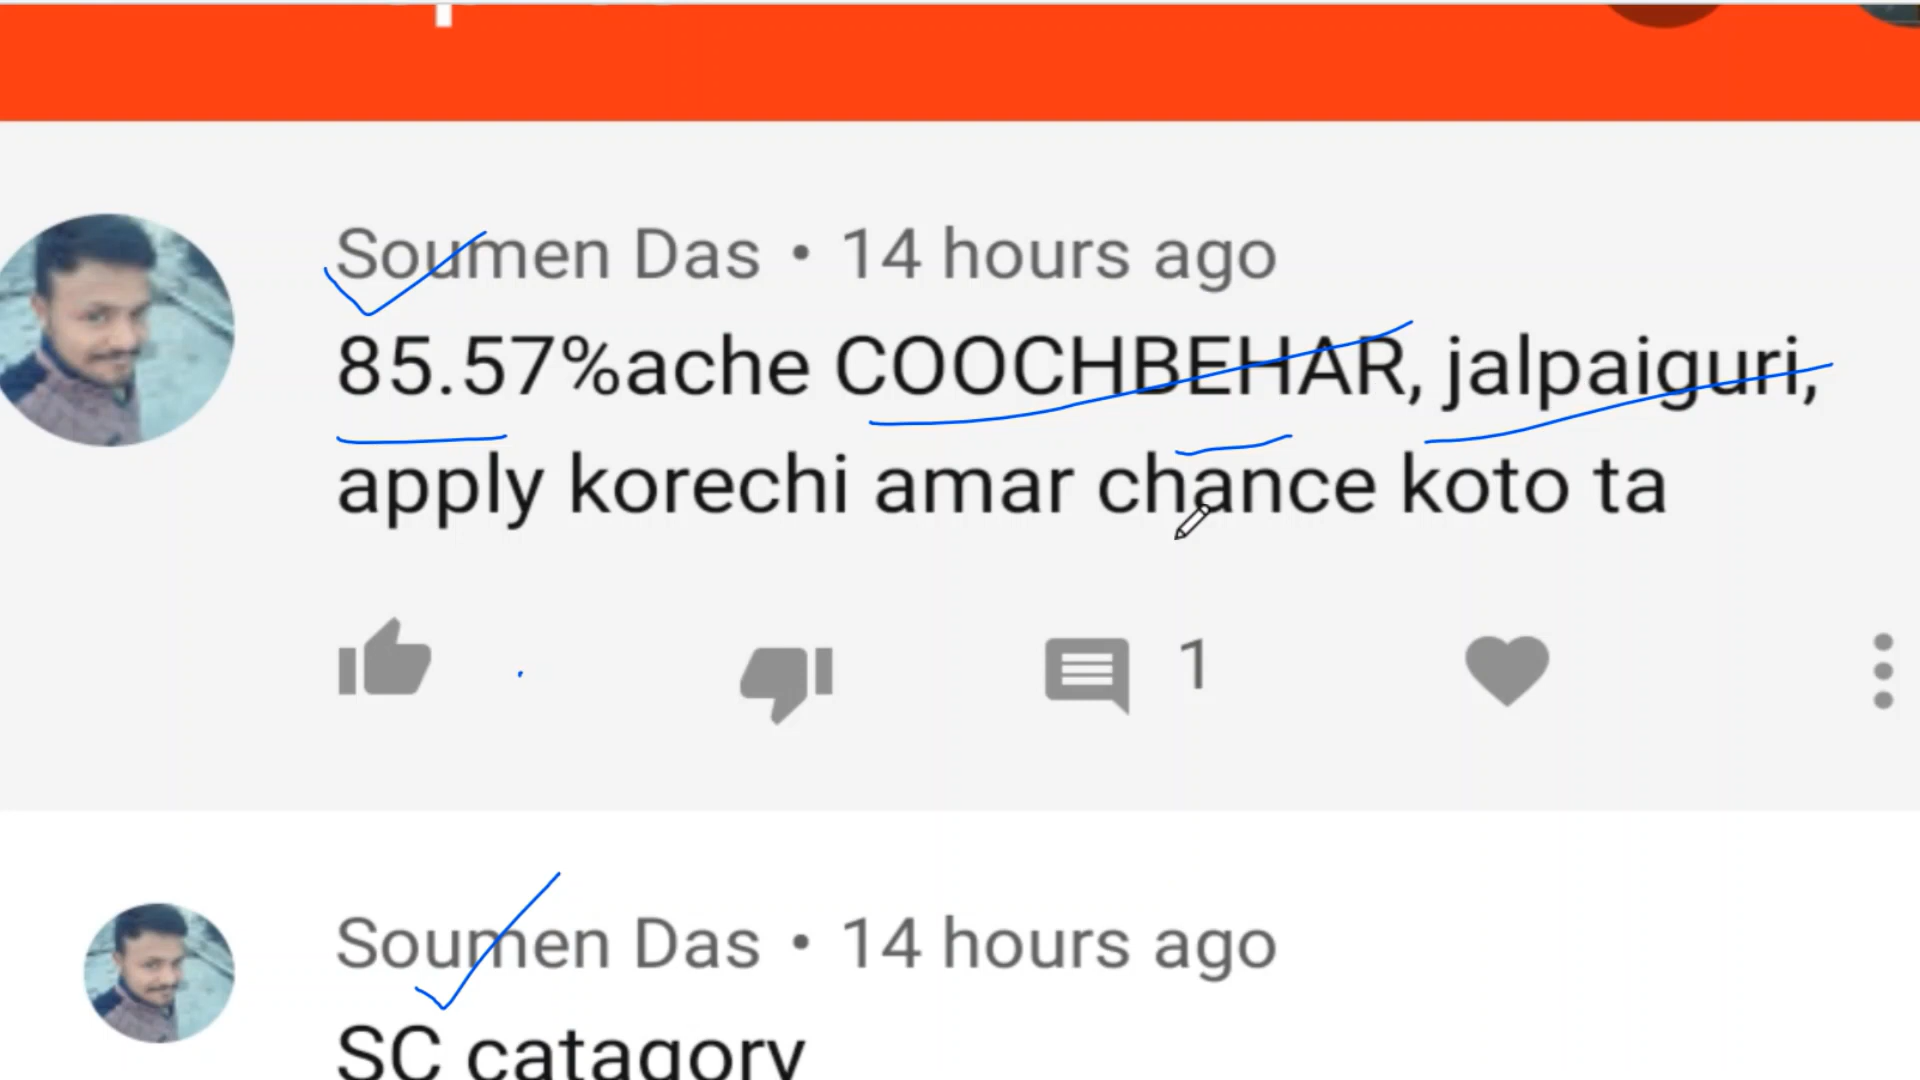 Soumen Das • 14 hours ago
85.57%ache COOCHBEHAR, jalpaiguri,
apply korechi amar chance koto ta
1
Soumen Das • 14 hours ago
SC catagory